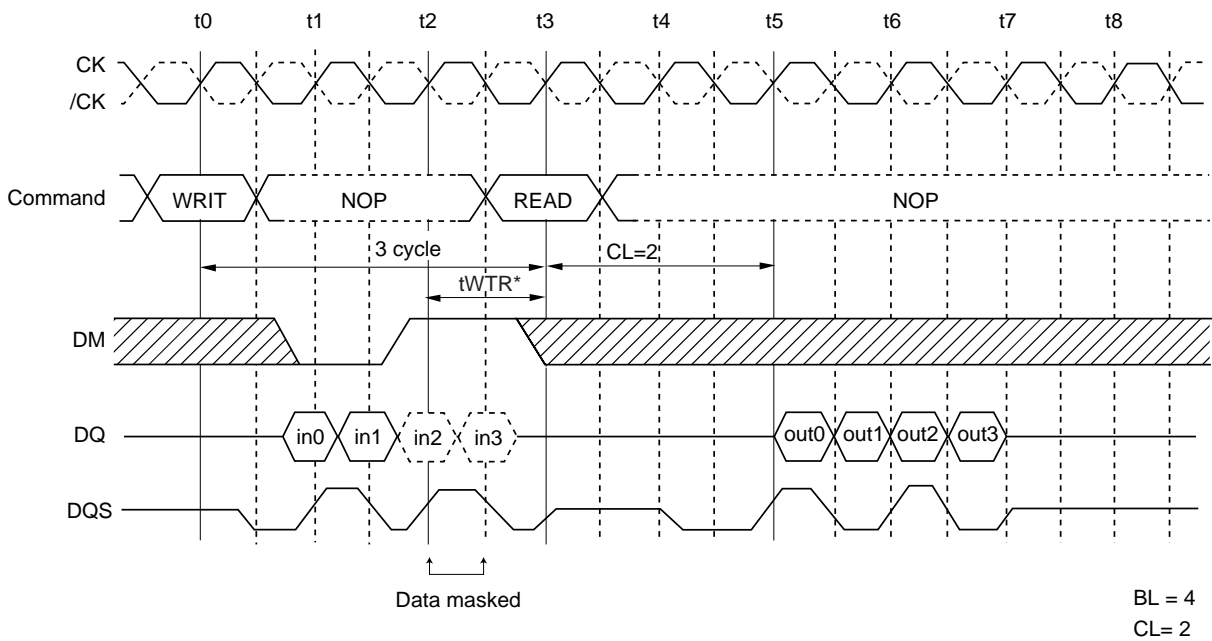 t0 t1 t2 t3 t4 t5 t6 t7 t8
CK
/CK
Command WRIT NOP READ NOP
3 cycle CL=2
tWTR*
DM
DQ in0 in1 in2 in3 out0 out1 out2 out3
DQS
Data masked
BL = 4
CL= 2